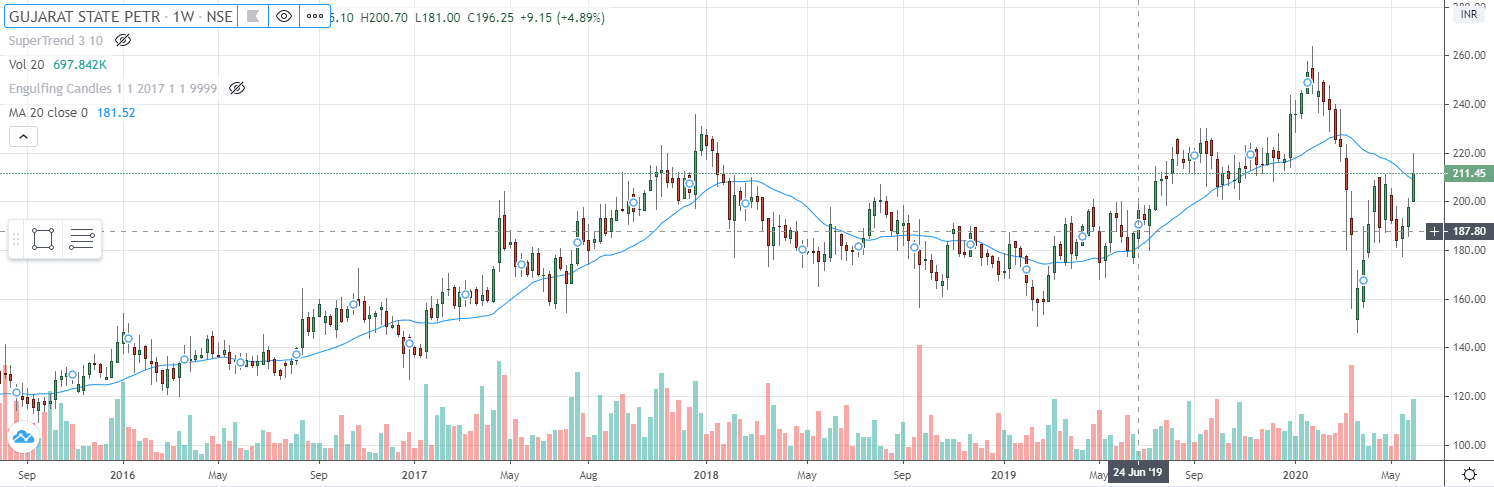 GUJARAT STATE PETR · 1W · NSE 5.10 H200.70 L181.00 C196.25 +9.15 (+4.89%)
SuperTrend 3 10
Vol 20 697.842K
Engulfing Candles 1 1 2017 1 1 9999
MA 20 close 0 181.52
INR
260.00
240.00
220.00
211.45
200.00
187.80
180.00
160.00
140.00
120.00
100.00
Sep 2016 May Sep 2017 May Aug 2018 May Sep 2019 May 24 Jun '19 Sep 2020 May